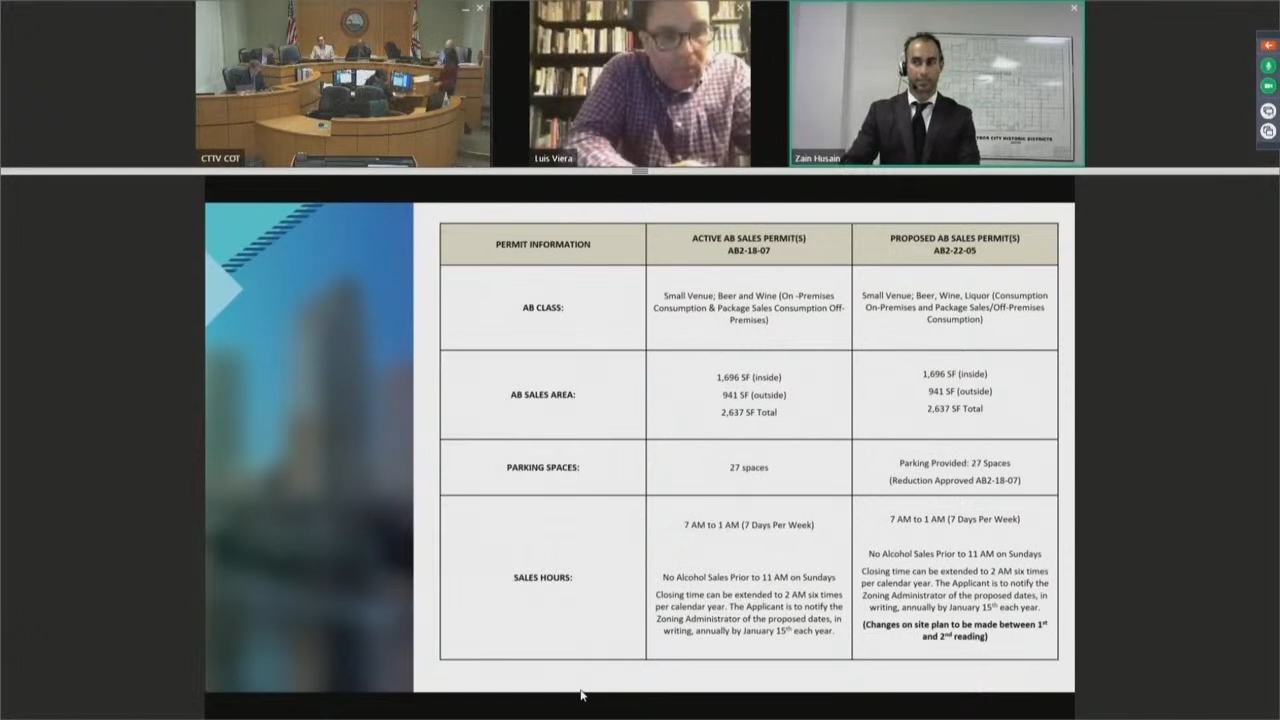 CTTV COT
Luis Viera
Zain Husain
YBOR CITY HISTORIC DISTRICTS
PERMIT INFORMATION
ACTIVE AB SALES PERMIT(S)
AB2-18-07
PROPOSED AB SALES PERMIT(S)
AB2-22-05
AB CLASS:
Small Venue; Beer and Wine (On -Premises
Consumption & Package Sales Consumption Off-
Premises)
Small Venue; Beer, Wine, Liquor (Consumption
On-Premises and Package Sales/Off-Premises
Consumption)
AB SALES AREA:
1,696 SF (inside)
941 SF (outside)
2,637 SF Total
1,696 SF (inside)
941 SF (outside)
2,637 SF Total
PARKING SPACES:
27 spaces
Parking Provided: 27 Spaces
(Reduction Approved AB2-18-07)
SALES HOURS:
7 AM to 1 AM (7 Days Per Week)
No Alcohol Sales Prior to 11 AM on Sundays
Closing time can be extended to 2 AM six times
per calendar year. The Applicant is to notify the
Zoning Administrator of the proposed dates, in
writing, annually by January 15th each year.
7 AM to 1 AM (7 Days Per Week)
No Alcohol Sales Prior to 11 AM on Sundays
Closing time can be extended to 2 AM six times
per calendar year. The Applicant is to notify the
Zoning Administrator of the proposed dates, in
writing, annually by January 15th each year.
(Changes on site plan to be made between 1st
and 2nd reading)